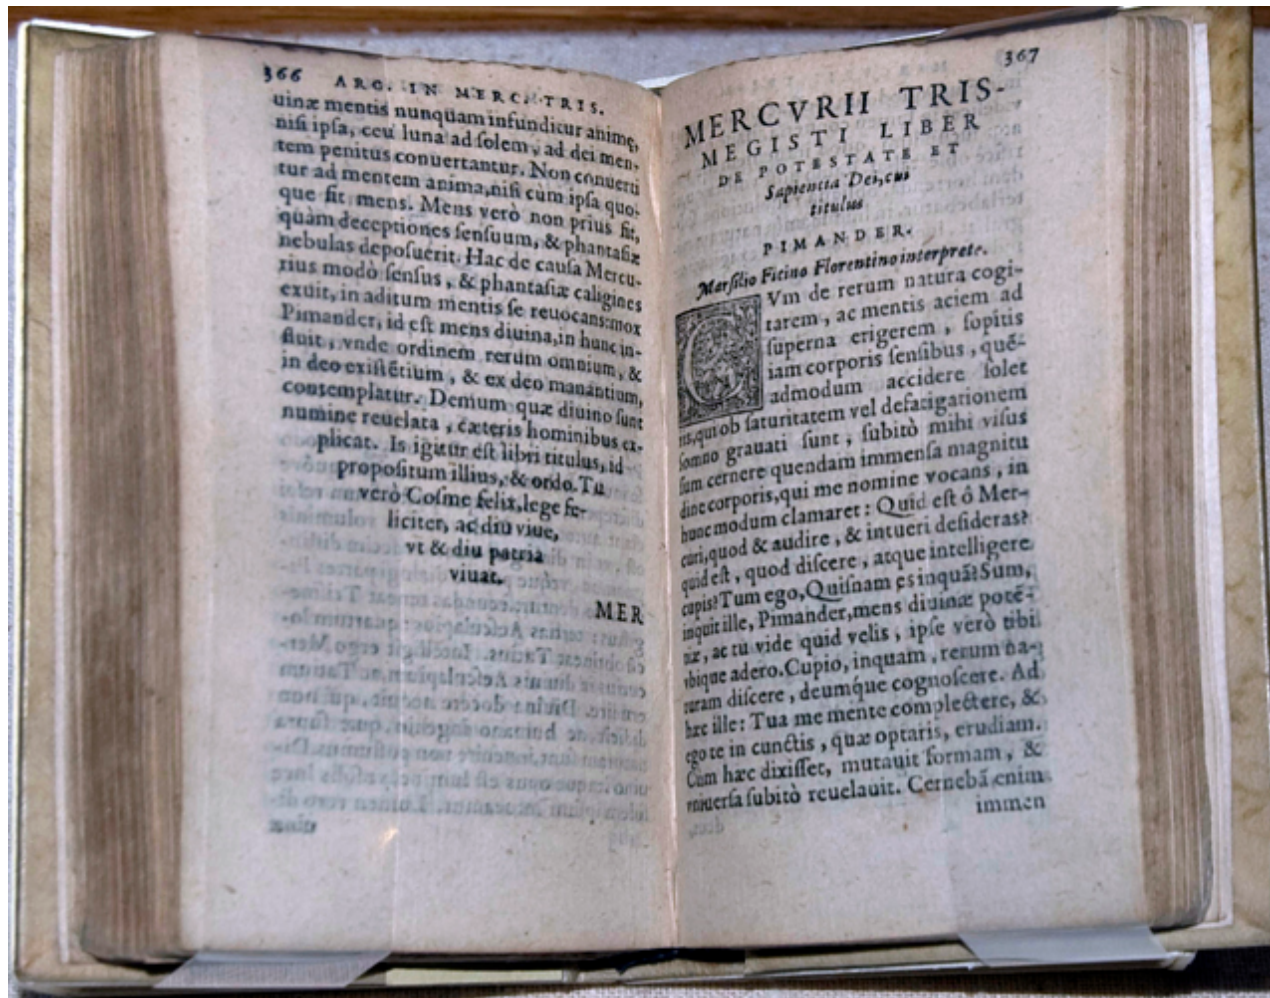 366 ARG. IN MERC. TRIS.
uinæ mentis nunquam infunditur animę,
nisi ipsa, ceu luna ad solem, ad dei men-
tem penitus conuertantur. Non conuerti
tur ad mentem anima, nisi cùm ipsa quo-
que sit mens. Mens verò non prius fit,
quàm deceptiones sensuum, & phantasiæ
nebulas deposuerit. Hac de causa Mercu-
rius modò sensus, & phantasiæ caligines
exuit, in aditum mentis se reuocans: mox
Pimander, id est mens diuina, in hunc in-
fluit, vnde ordinem rerum omnium, &
in deo existẽtium, & ex deo manantium,
contemplatur. Demum quæ diuino sunt
numine reuelata, cæteris hominibus ex-
plicat. Is igitur est libri titulus, id
propositum illius, & ordo. Tu
verò Cosme felix, lege fe-
liciter, ac diu viue,
vt & diu patria
viuat.
MER
367
MERCVRII TRIS-
MEGISTI LIBER
DE POTESTATE ET
Sapientia Dei, cui
titulus
PIMANDER.
Marsilio Ficino Florentino interprete.
CVm de rerum natura cogi-
tarem, ac mentis aciem ad
superna erigerem, sopitis
iam corporis sensibus, quẽ-
admodum accidere solet
iis, qui ob saturitatem vel defatigationem
somno grauati sunt, subitò mihi visus
sum cernere quendam immensa magnitu
dine corporis, qui me nomine vocans, in
hunc modum clamaret: Quid est ô Mer-
curi, quod & audire, & intueri desideras?
quid est, quod discere, atque intelligere
cupis? Tum ego, Quisnam es inquã? Sum,
inquit ille, Pimander, mens diuinæ potẽ-
tiæ, ac tu vide quid velis, ipse verò tibi
vbique adero. Cupio, inquam, rerum na-
turam discere, deumque cognoscere. Ad
hæc ille: Tua me mente complectere, &
ego te in cunctis, quæ optaris, erudiam.
Cùm hæc dixisset, mutauit formam, &
vniuersa subitò reuelauit. Cernebã enim
immen